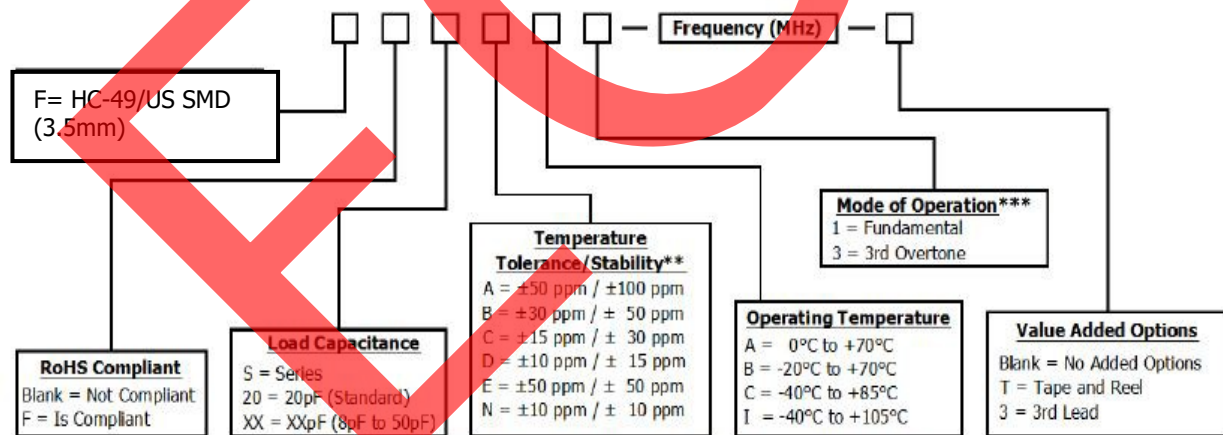 Frequency (MHz)
F= HC-49/US SMD
(3.5mm)
Mode of Operation***
1 = Fundamental
3 = 3rd Overtone
Temperature
Tolerance/Stability**
A = ±50 ppm / ±100 ppm
B = ±30 ppm / ± 50 ppm
C = ±15 ppm / ± 30 ppm
D = ±10 ppm / ± 15 ppm
E = ±50 ppm / ± 50 ppm
N = ±10 ppm / ± 10 ppm
Operating Temperature
A = 0°C to +70°C
B = -20°C to +70°C
C = -40°C to +85°C
I = -40°C to +105°C
Value Added Options
Blank = No Added Options
T = Tape and Reel
3 = 3rd Lead
Load Capacitance
S = Series
20 = 20pF (Standard)
XX = XXpF (8pF to 50pF)
RoHS Compliant
Blank = Not Compliant
F = Is Compliant